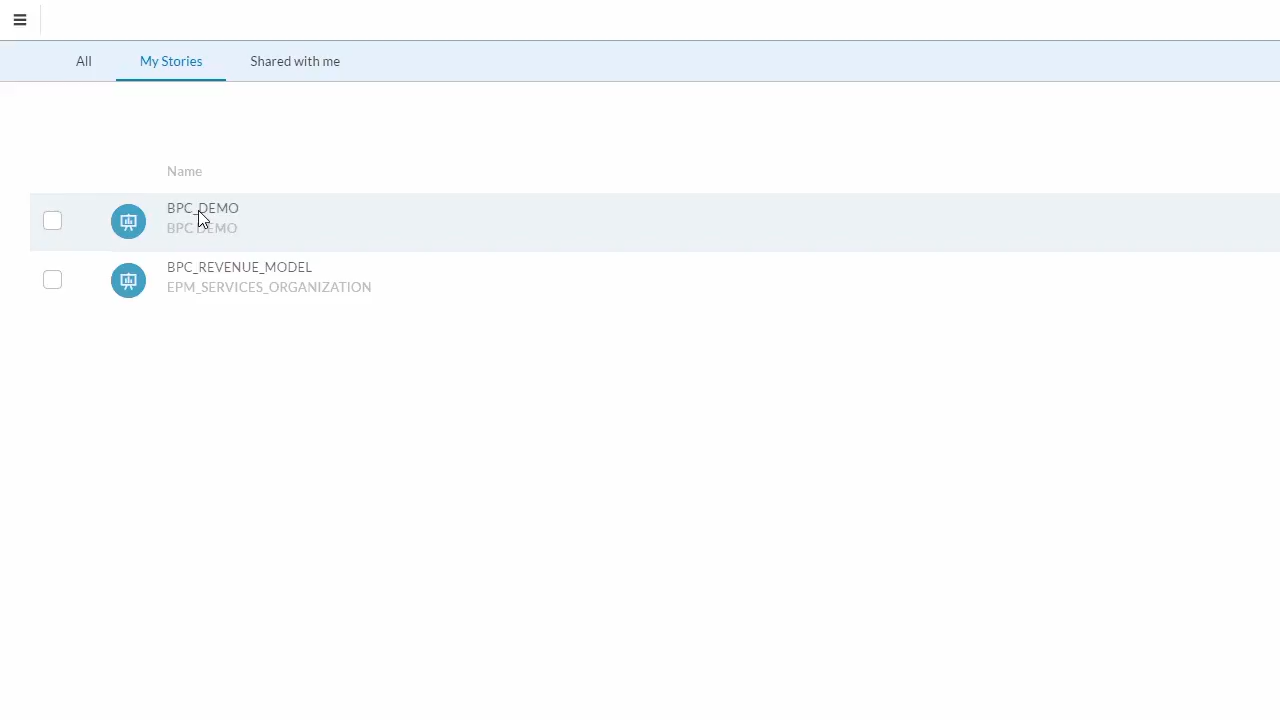 All
My Stories
Shared with me
Name
BPC_DEMO
BPC DEMO
BPC_REVENUE_MODEL
EPM_SERVICES_ORGANIZATION